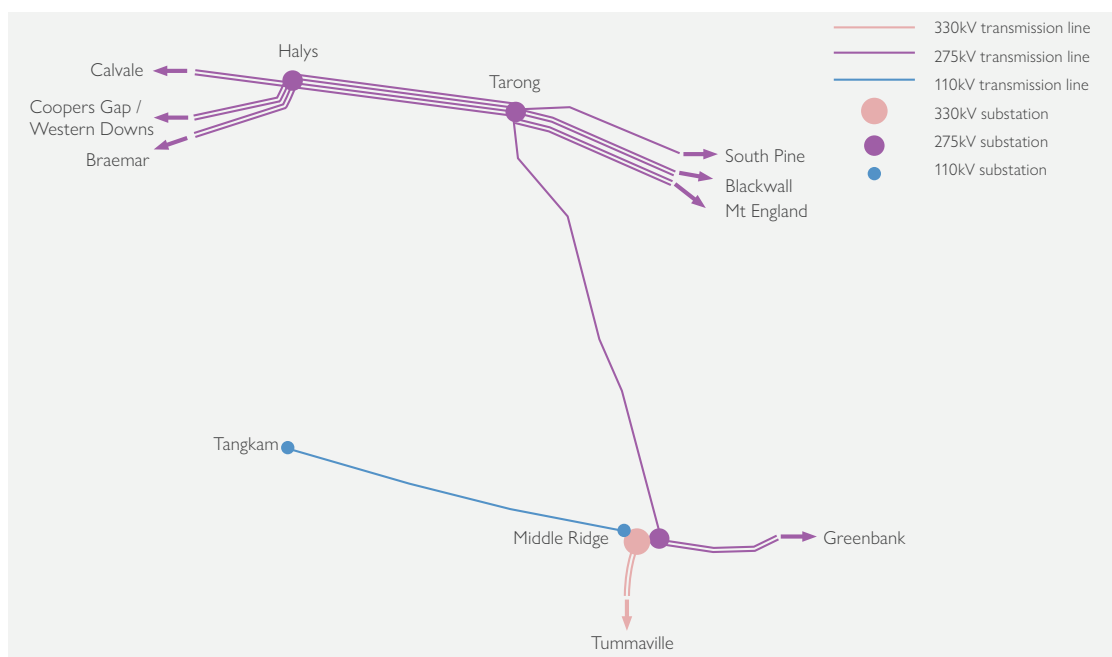 Halys
Calvale
Coopers Gap /
Western Downs
Braemar
Tarong
South Pine
Blackwall
Mt England
330kV transmission line
275kV transmission line
110kV transmission line
330kV substation
275kV substation
110kV substation
Tangkam
Middle Ridge
Greenbank
Tummaville